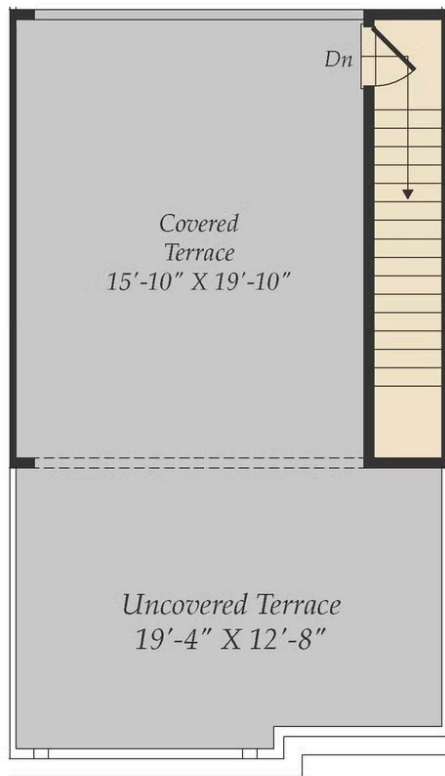 Dn
Covered
Terrace
15'-10" X 19'-10"
Uncovered Terrace
19'-4" X 12'-8"